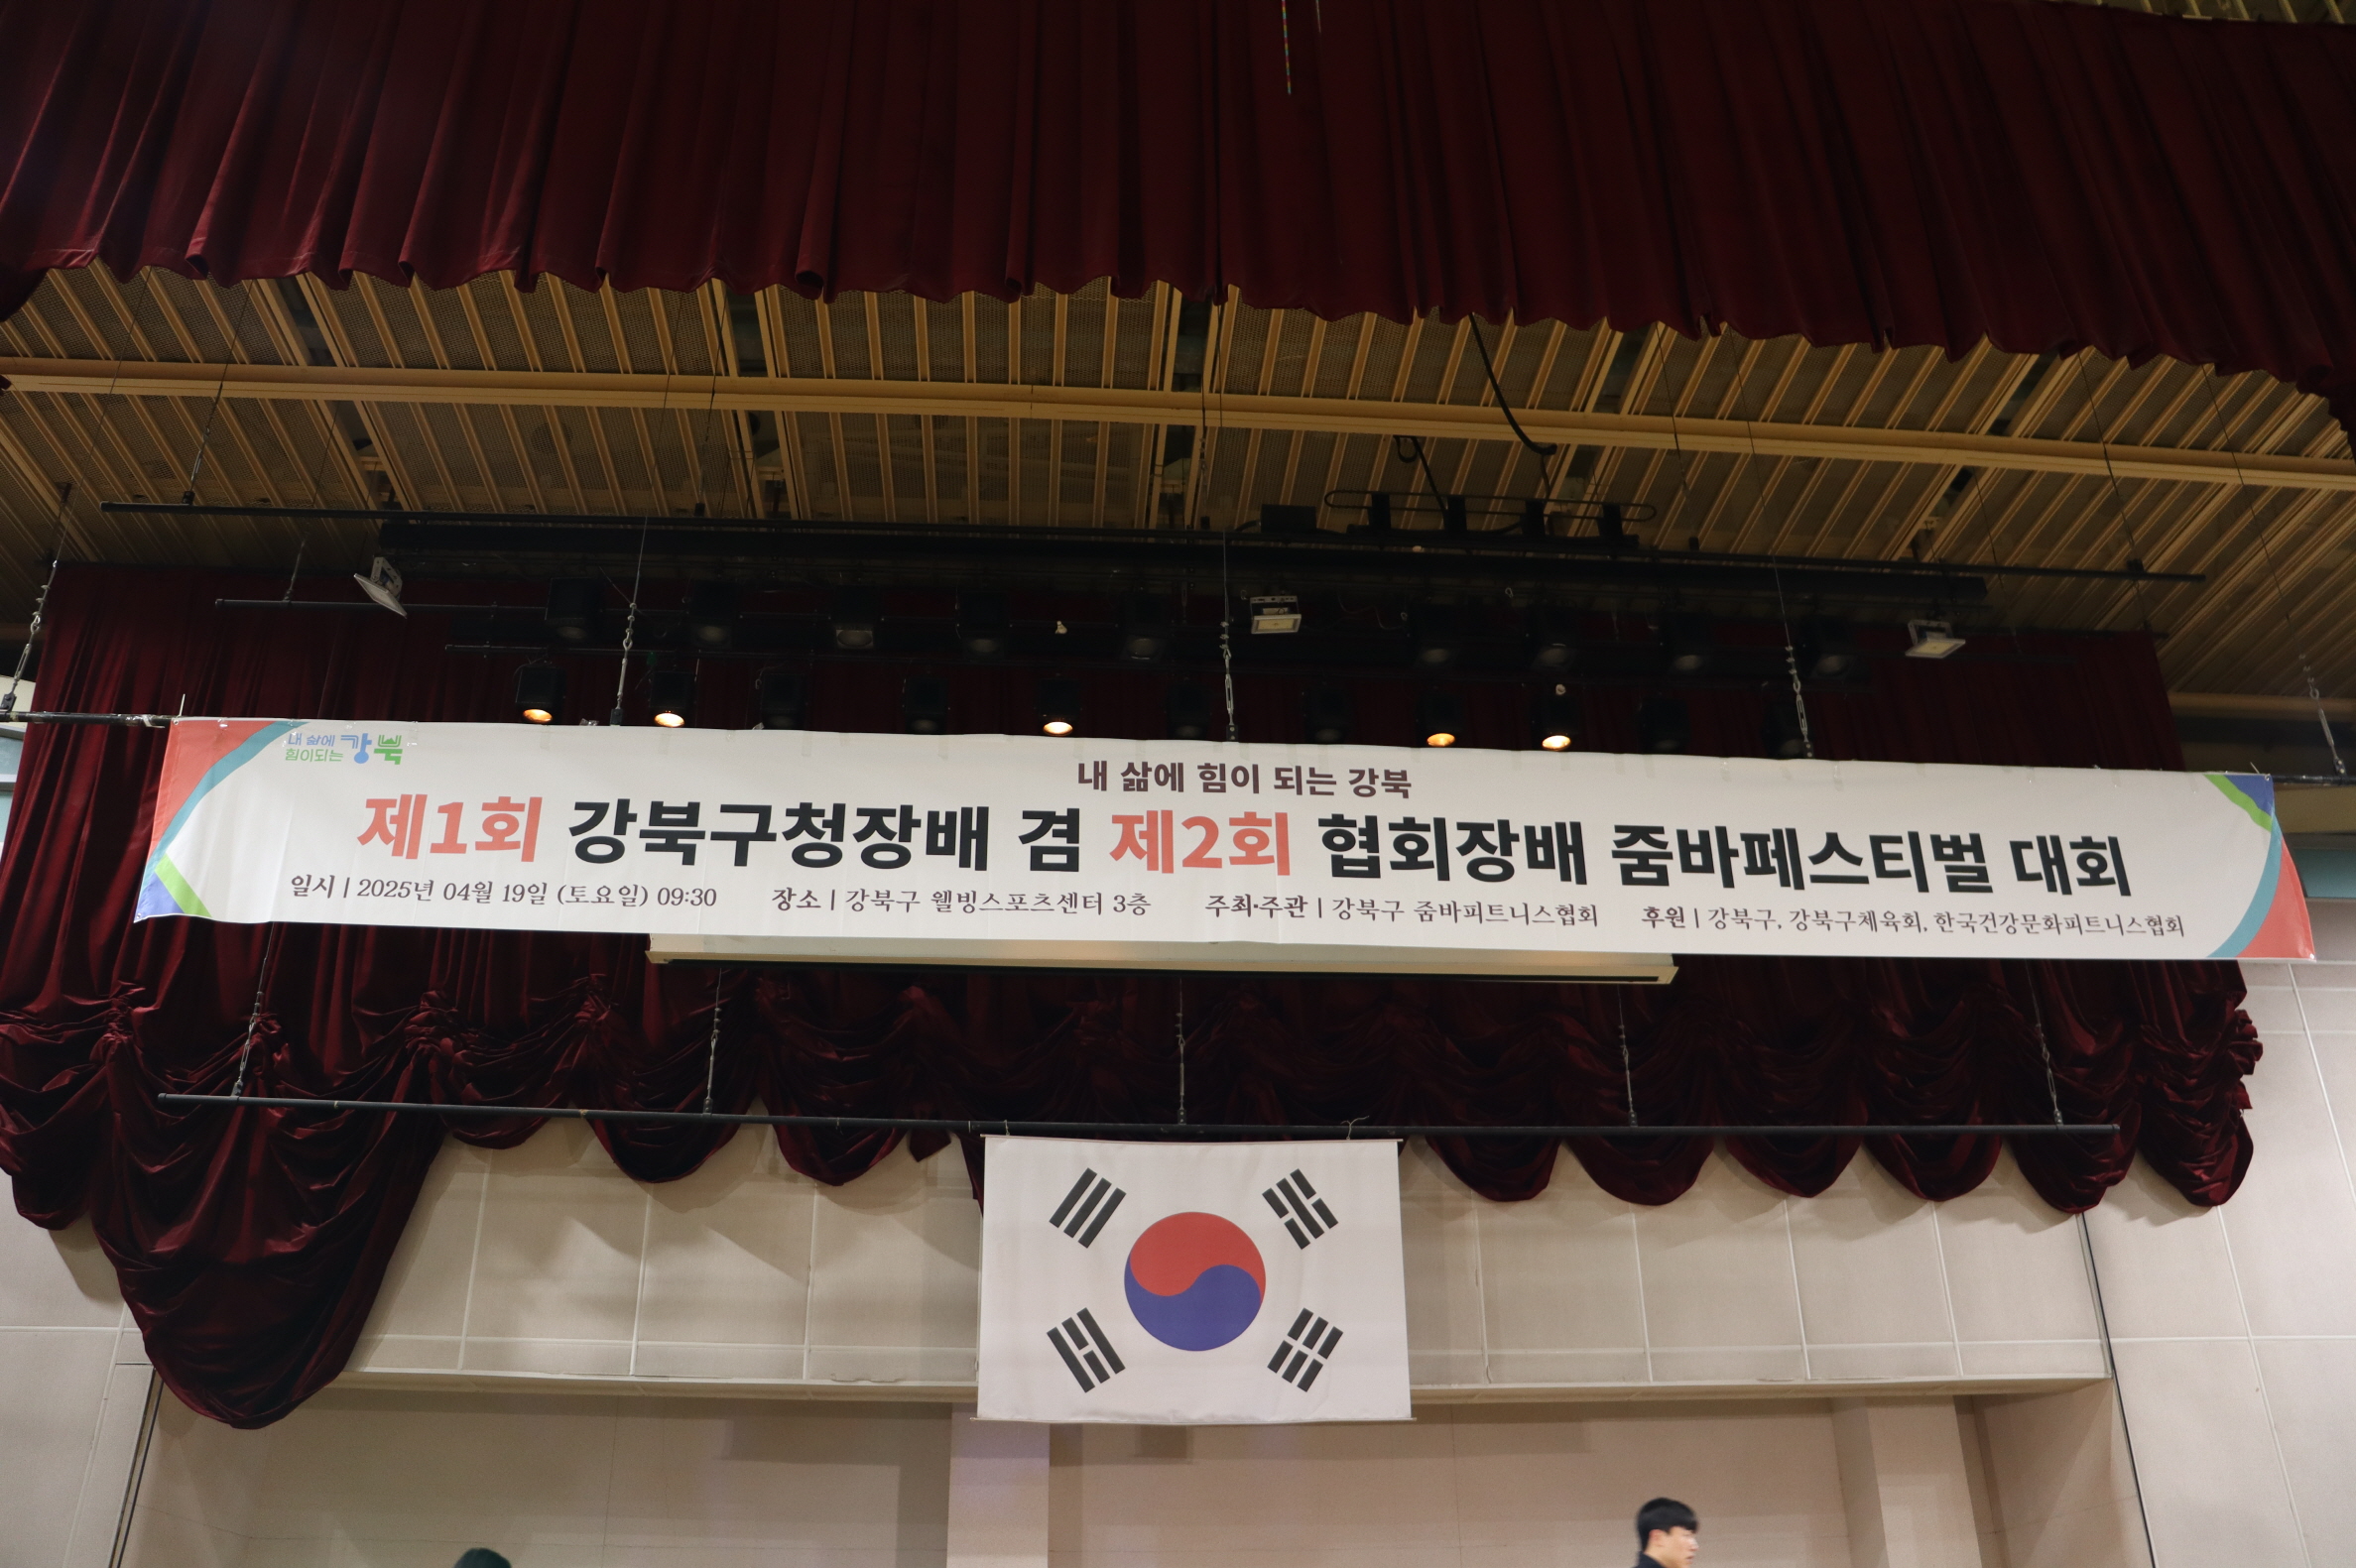 내 삶에
힘이되는 강북
내 삶에 힘이 되는 강북
제1회 강북구청장배 겸 제2회 협회장배 줌바페스티벌 대회
일시 | 2025년 04월 19일 (토요일) 09:30 장소 | 강북구 웰빙스포츠센터 3층 주최·주관 | 강북구 줌바피트니스협회 후원 | 강북구, 강북구체육회, 한국건강문화피트니스협회